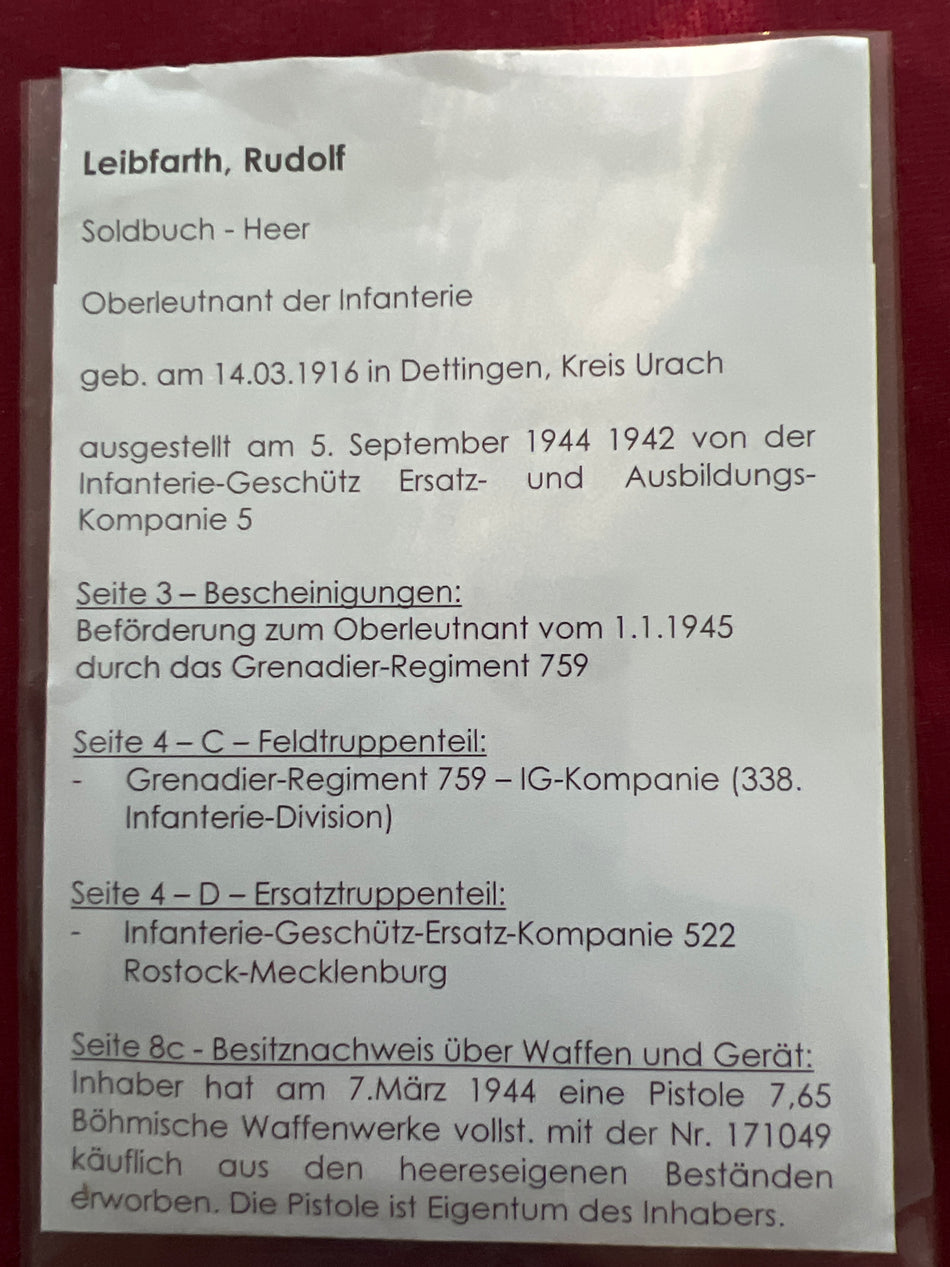 Leibfarth, Rudolf
Soldbuch - Heer
Oberleutnant der Infanterie
geb. am 14.03.1916 in Dettingen, Kreis Urach
ausgestellt am 5. September 1944 1942 von der
Infanterie-Geschütz Ersatz- und Ausbildungs-
Kompanie 5
Seite 3 – Bescheinigungen:
Beförderung zum Oberleutnant vom 1.1.1945
durch das Grenadier-Regiment 759
Seite 4 – C – Feldtruppenteil:
- Grenadier-Regiment 759 – IG-Kompanie (338.
Infanterie-Division)
Seite 4 – D – Ersatztruppenteil:
- Infanterie-Geschütz-Ersatz-Kompanie 522
Rostock-Mecklenburg
Seite 8c - Besitznachweis über Waffen und Gerät:
Inhaber hat am 7.März 1944 eine Pistole 7,65
Böhmische Waffenwerke vollst. mit der Nr. 171049
käuflich aus den heereseigenen Beständen
erworben. Die Pistole ist Eigentum des Inhabers.